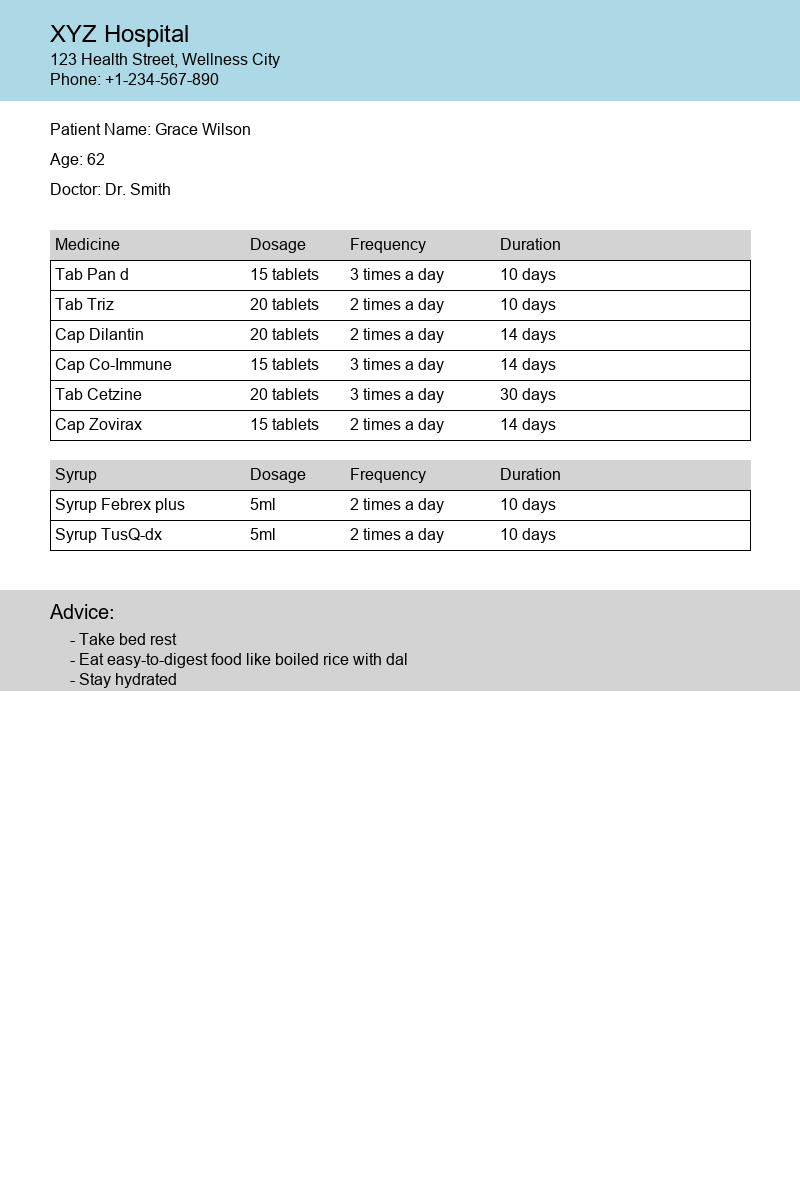 XYZ Hospital
123 Health Street, Wellness City
Phone: +1-234-567-890
Patient Name: Grace Wilson
Age: 62
Doctor: Dr. Smith
Medicine Dosage Frequency Duration
Tab Pan d 15 tablets 3 times a day 10 days
Tab Triz 20 tablets 2 times a day 10 days
Cap Dilantin 20 tablets 2 times a day 14 days
Cap Co-Immune 15 tablets 3 times a day 14 days
Tab Cetzine 20 tablets 3 times a day 30 days
Cap Zovirax 15 tablets 2 times a day 14 days
Syrup Dosage Frequency Duration
Syrup Febrex plus 5ml 2 times a day 10 days
Syrup TusQ-dx 5ml 2 times a day 10 days
Advice:
- Take bed rest
- Eat easy-to-digest food like boiled rice with dal
- Stay hydrated